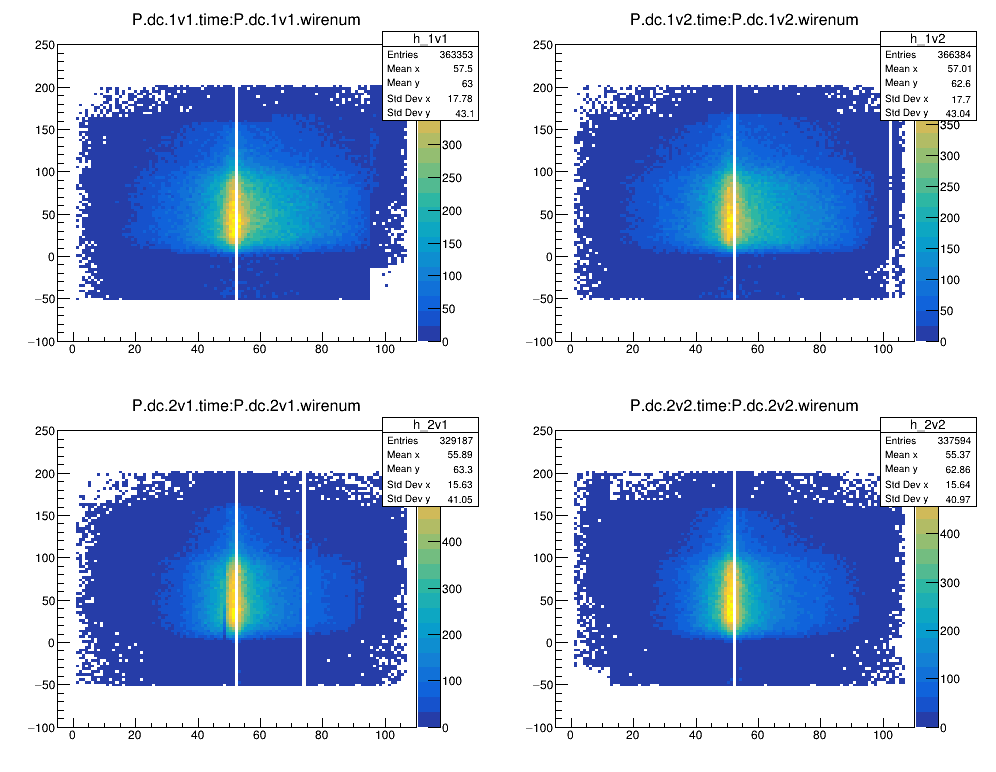 P.dc.1v1.time:P.dc.1v1.wirenum
h_1v1
Entries 363353
Mean x 57.5
Mean y 63
Std Dev x 17.78
Std Dev y 43.1
250
200
150
100
50
0
−50
−100
0 20 40 60 80 100
300
250
200
150
100
50
0
P.dc.1v2.time:P.dc.1v2.wirenum
h_1v2
Entries 366384
Mean x 57.01
Mean y 62.6
Std Dev x 17.7
Std Dev y 43.04
250
200
150
100
50
0
−50
−100
0 20 40 60 80 100
350
300
250
200
150
100
50
0
P.dc.2v1.time:P.dc.2v1.wirenum
h_2v1
Entries 329187
Mean x 55.89
Mean y 63.3
Std Dev x 15.63
Std Dev y 41.05
250
200
150
100
50
0
−50
−100
0 20 40 60 80 100
400
300
200
100
0
P.dc.2v2.time:P.dc.2v2.wirenum
h_2v2
Entries 337594
Mean x 55.37
Mean y 62.86
Std Dev x 15.64
Std Dev y 40.97
250
200
150
100
50
0
−50
−100
0 20 40 60 80 100
400
300
200
100
0